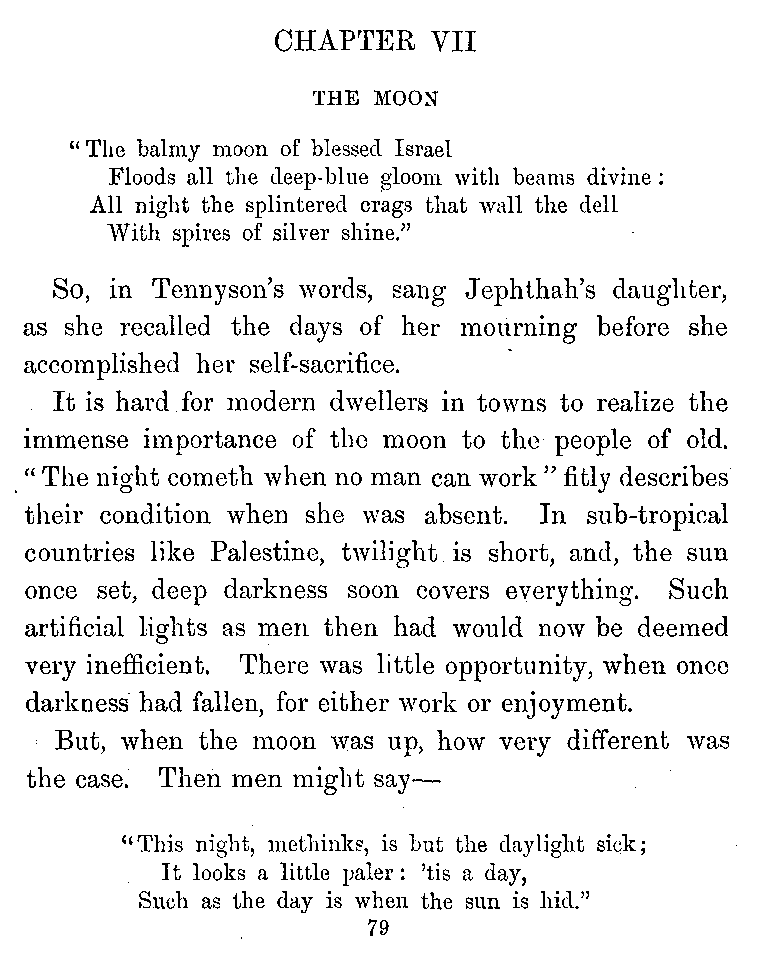 CHAPTER VII
THE MOON
“The balmy moon of blessed Israel
Floods all the deep-blue gloom with beams divine:
All night the splintered crags that wall the dell
With spires of silver shine.”
So, in Tennyson’s words, sang Jephthah’s daughter,
as she recalled the days of her mourning before she
accomplished her self-sacrifice.
It is hard for modern dwellers in towns to realize the
immense importance of the moon to the people of old.
“The night cometh when no man can work” fitly describes
their condition when she was absent. In sub-tropical
countries like Palestine, twilight is short, and, the sun
once set, deep darkness soon covers everything. Such
artificial lights as men then had would now be deemed
very inefficient. There was little opportunity, when once
darkness had fallen, for either work or enjoyment.
But, when the moon was up, how very different was
the case. Then men might say—
“This night, methinks, is but the daylight sick;
It looks a little paler: ’tis a day,
Such as the day is when the sun is hid.”
79